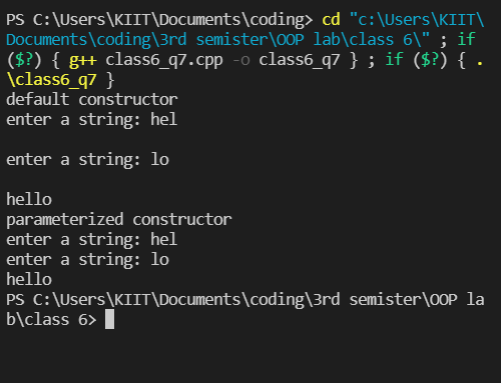 PS C:\Users\KIIT\Documents\coding> cd "c:\Users\KIIT\
Documents\coding\3rd semister\OOP lab\class 6\" ; if
($?) { g++ class6_q7.cpp -o class6_q7 } ; if ($?) { .
\class6_q7 }
default constructor
enter a string: hel
enter a string: lo
hello
parameterized constructor
enter a string: hel
enter a string: lo
hello
PS C:\Users\KIIT\Documents\coding\3rd semister\OOP la
b\class 6>